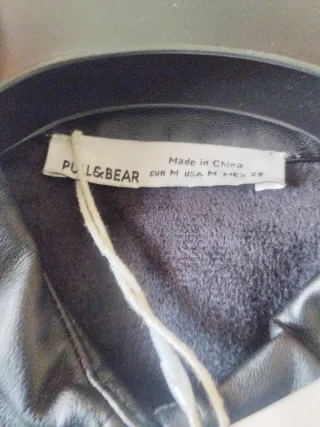 PULL&BEAR
Made in China
EUR M USA M MEX 28